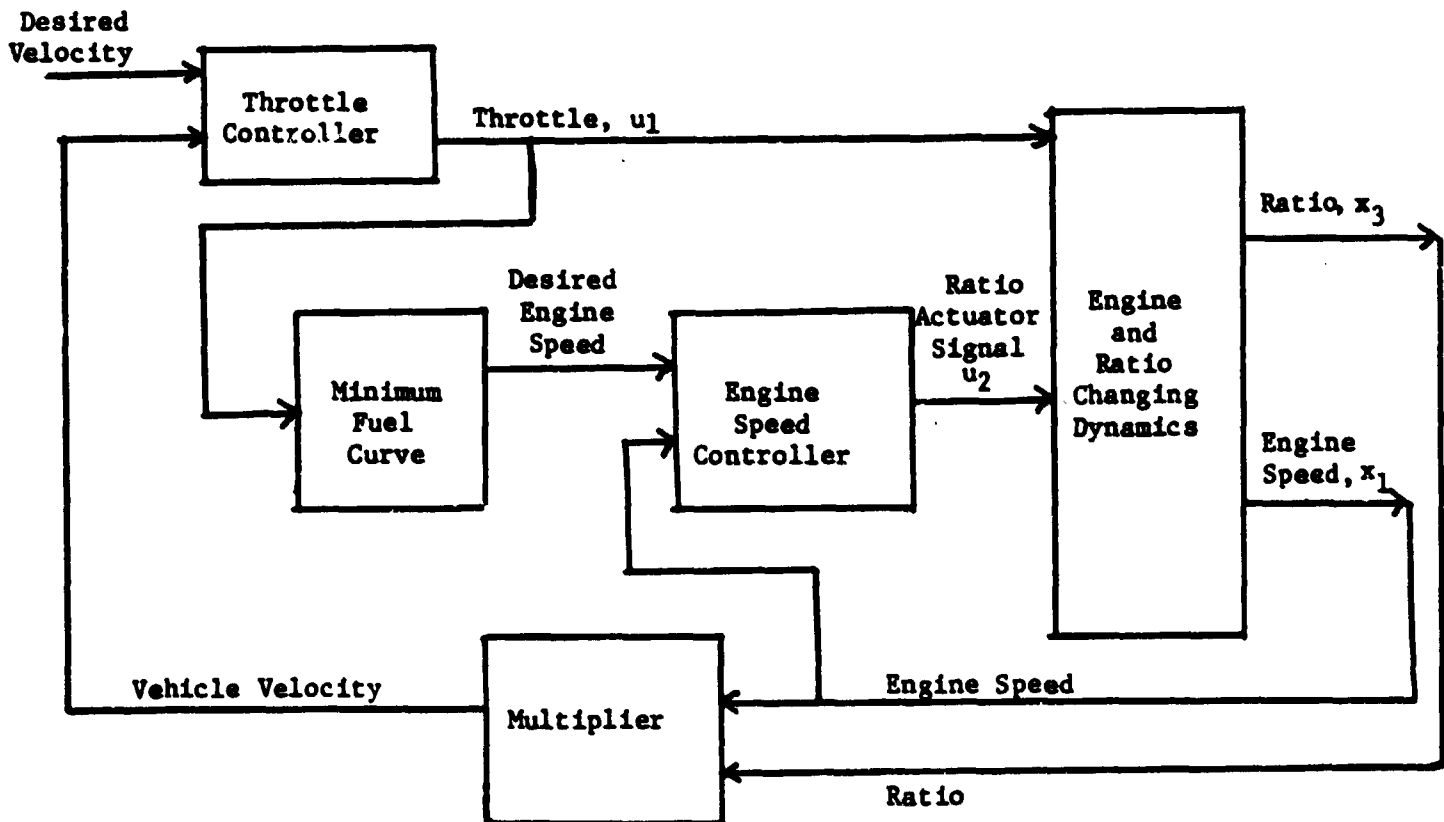 Desired
Velocity
Throttle
Controller
Throttle, u1
Ratio, x3
Desired
Engine
Speed
Ratio
Actuator
Signal
u2
Engine
and
Ratio
Changing
Dynamics
Minimum
Fuel
Curve
Engine
Speed
Controller
Engine
Speed, x1
Vehicle Velocity
Engine Speed
Multiplier
Ratio